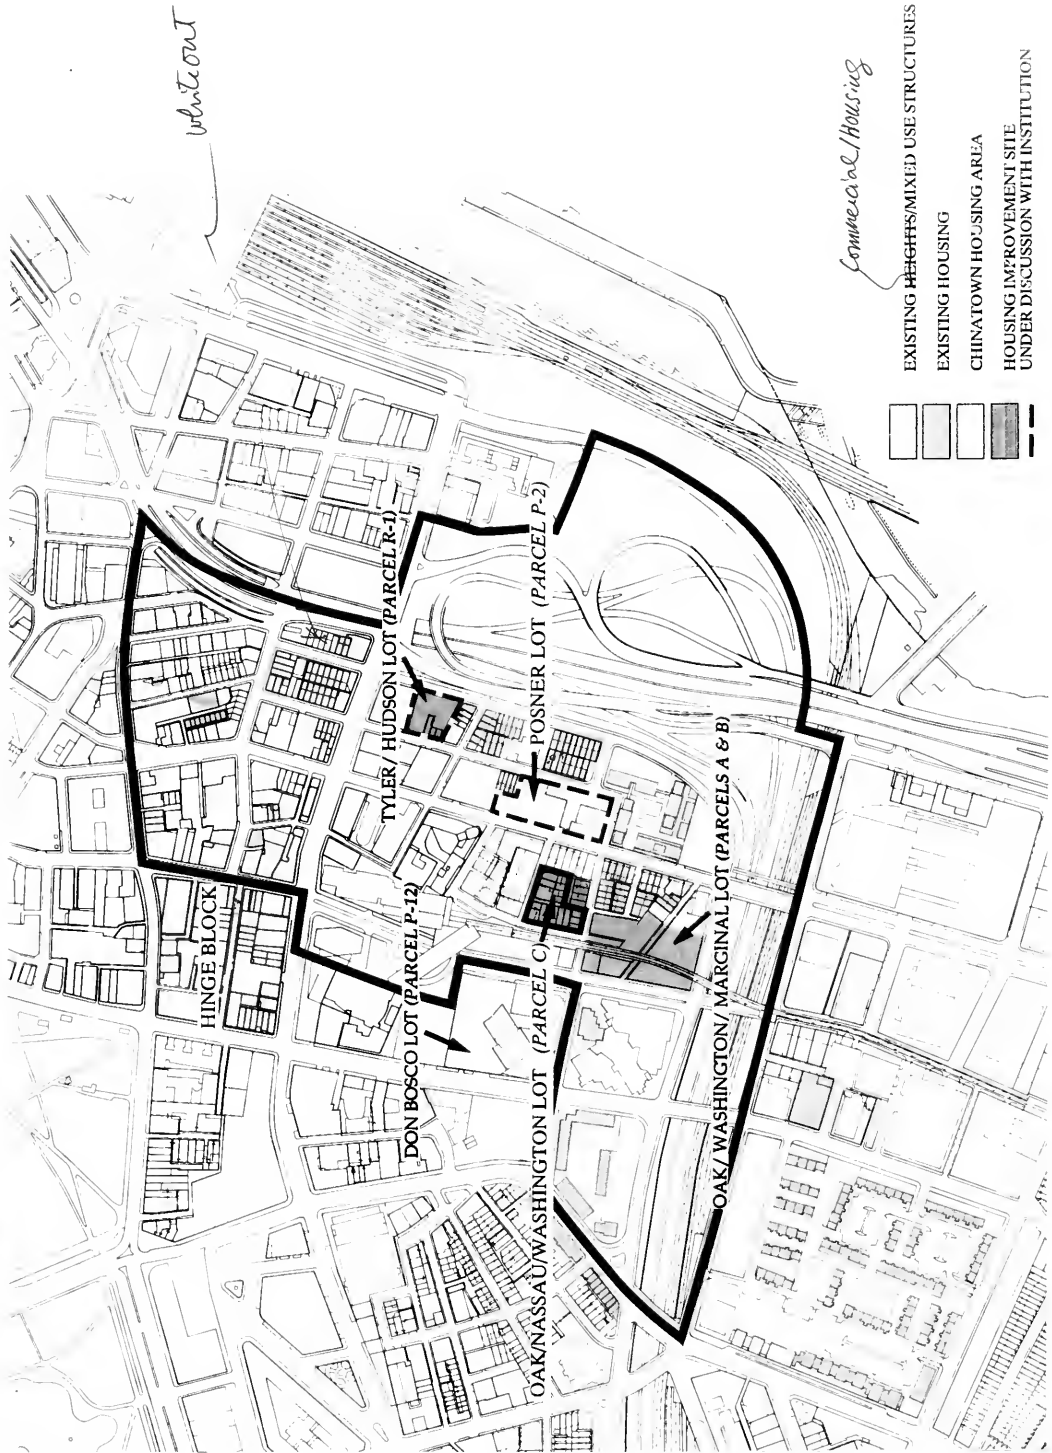 whiteout
Commercial/Housing
EXISTING HEIGHTS/MIXED USE STRUCTURES
EXISTING HOUSING
CHINATOWN HOUSING AREA
HOUSING IMPROVEMENT SITE
UNDER DISCUSSION WITH INSTITUTION
HINGE BLOCK
TYLER/ HUDSON LOT (PARCEL R-1)
DON BOSCO LOT (PARCEL P-12)
POSNER LOT (PARCEL P-2)
OAK/NASSAU/WASHINGTON LOT (PARCEL C)
OAK/ WASHINGTON/ MARGINAL LOT (PARCELS A & B)